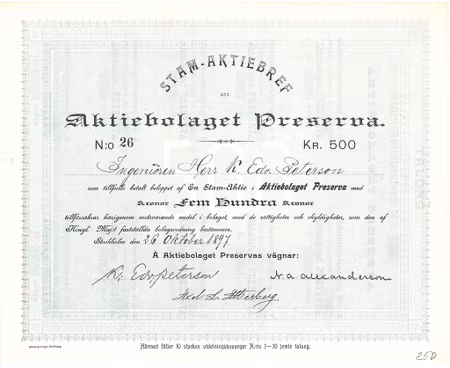 STAM-AKTIEBREF
uti
Aktiebolaget Preserva.
N:o 26 KR. 500
Ingeniören Herr K. Edv. Peterson
som tillfullo betalt beloppet af En Stam-Aktie i Aktiebolaget Preserva med
Kronor Fem Hundra Kronor
tillförsäkras härigenom motsvarande andel i bolaget, med de rättigheter och skyldigheter, som den af
Kongl. Maj:t fastställda bolagsordning bestämmer.
Stockholm den 26 Oktober 1897
Å Aktiebolaget Preservas vägnar:
K. Edv. Peterson N. A. Alexanderson
Axel
Härmed följer 10 stycken utdelningskuponger N:ris 1-10 jemte talong.
250